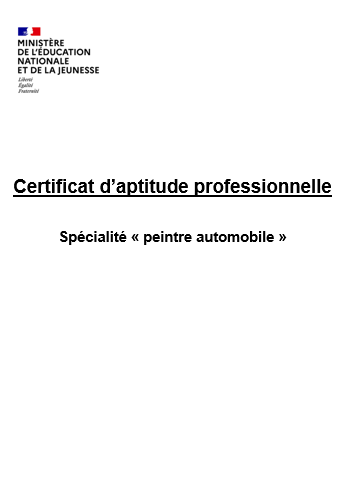 MINISTÈRE
DE L'ÉDUCATION
NATIONALE
ET DE LA JEUNESSE
Liberté
Égalité
Fraternité
Certificat d'aptitude professionnelle
Spécialité « peintre automobile »